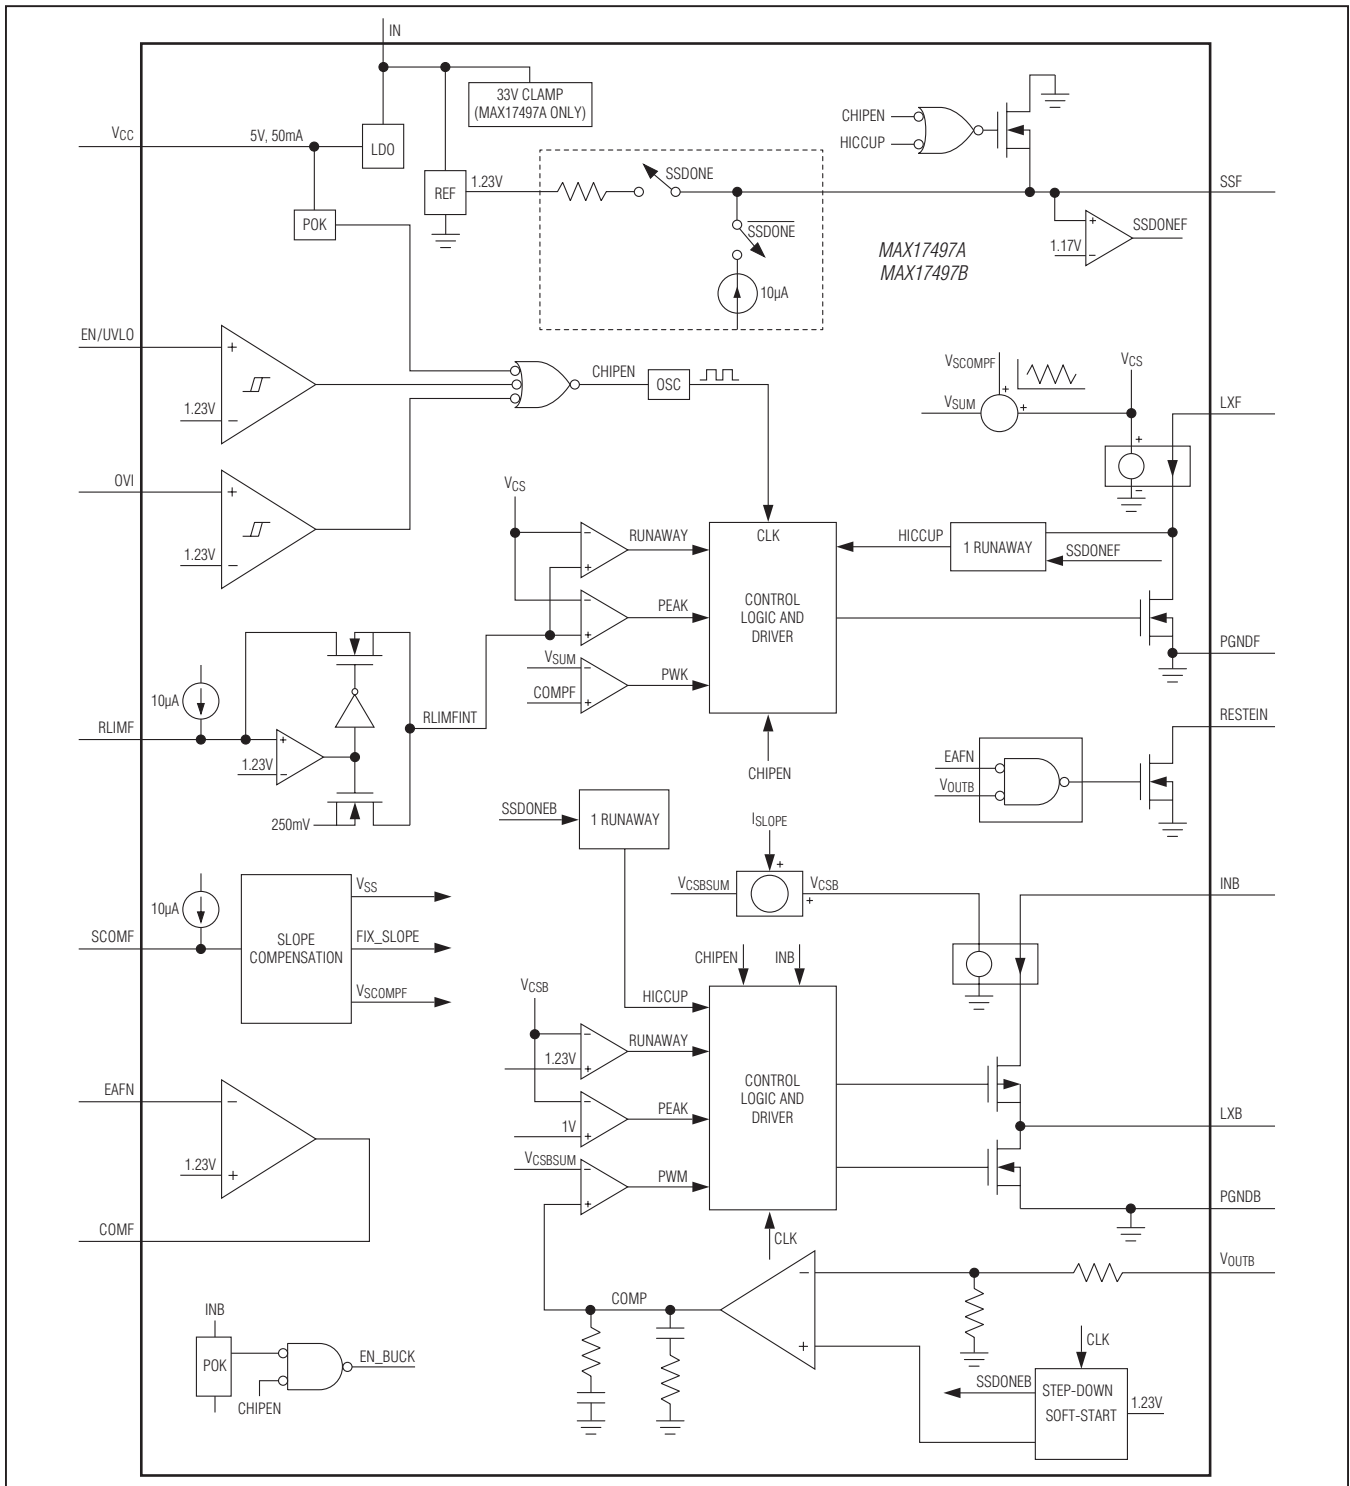 IN
33V CLAMP
(MAX17497A ONLY)
VCC
5V, 50mA
LDO
CHIPEN
HICCUP
REF
1.23V
SSDONE
SSF
POK
SSDONE
10µA
MAX17497A
MAX17497B
+
1.17V
−
SSDONEF
EN/UVLO
+
1.23V
−
CHIPEN
OSC
VSCOMPF
VCS
VSUM
+
+
LXF
+
−
OVI
+
1.23V
−
VCS
−
RUNAWAY
+
−
PEAK
+
VSUM
−
PWK
COMPF
+
CLK
CONTROL
LOGIC AND
DRIVER
CHIPEN
HICCUP
1 RUNAWAY
SSDONEF
PGNDF
10µA
RLIMF
+
1.23V
−
RLIMFINT
250mV
RESTEIN
EAFN
VOUTB
SSDONEB
1 RUNAWAY
ISLOPE
+
VCSBSUM
VCSB
+
INB
10µA
SCOMF
SLOPE
COMPENSATION
VSS
FIX_SLOPE
VSCOMPF
CHIPEN
INB
HICCUP
VCSB
−
RUNAWAY
1.23V
+
−
PEAK
1V
+
VCSBSUM
−
PWM
+
CONTROL
LOGIC AND
DRIVER
CLK
LXB
PGNDB
EAFN
−
1.23V
+
COMF
VOUTB
−
COMP
+
INB
POK
EN_BUCK
CHIPEN
CLK
SSDONEB
STEP-DOWN
SOFT-START
1.23V